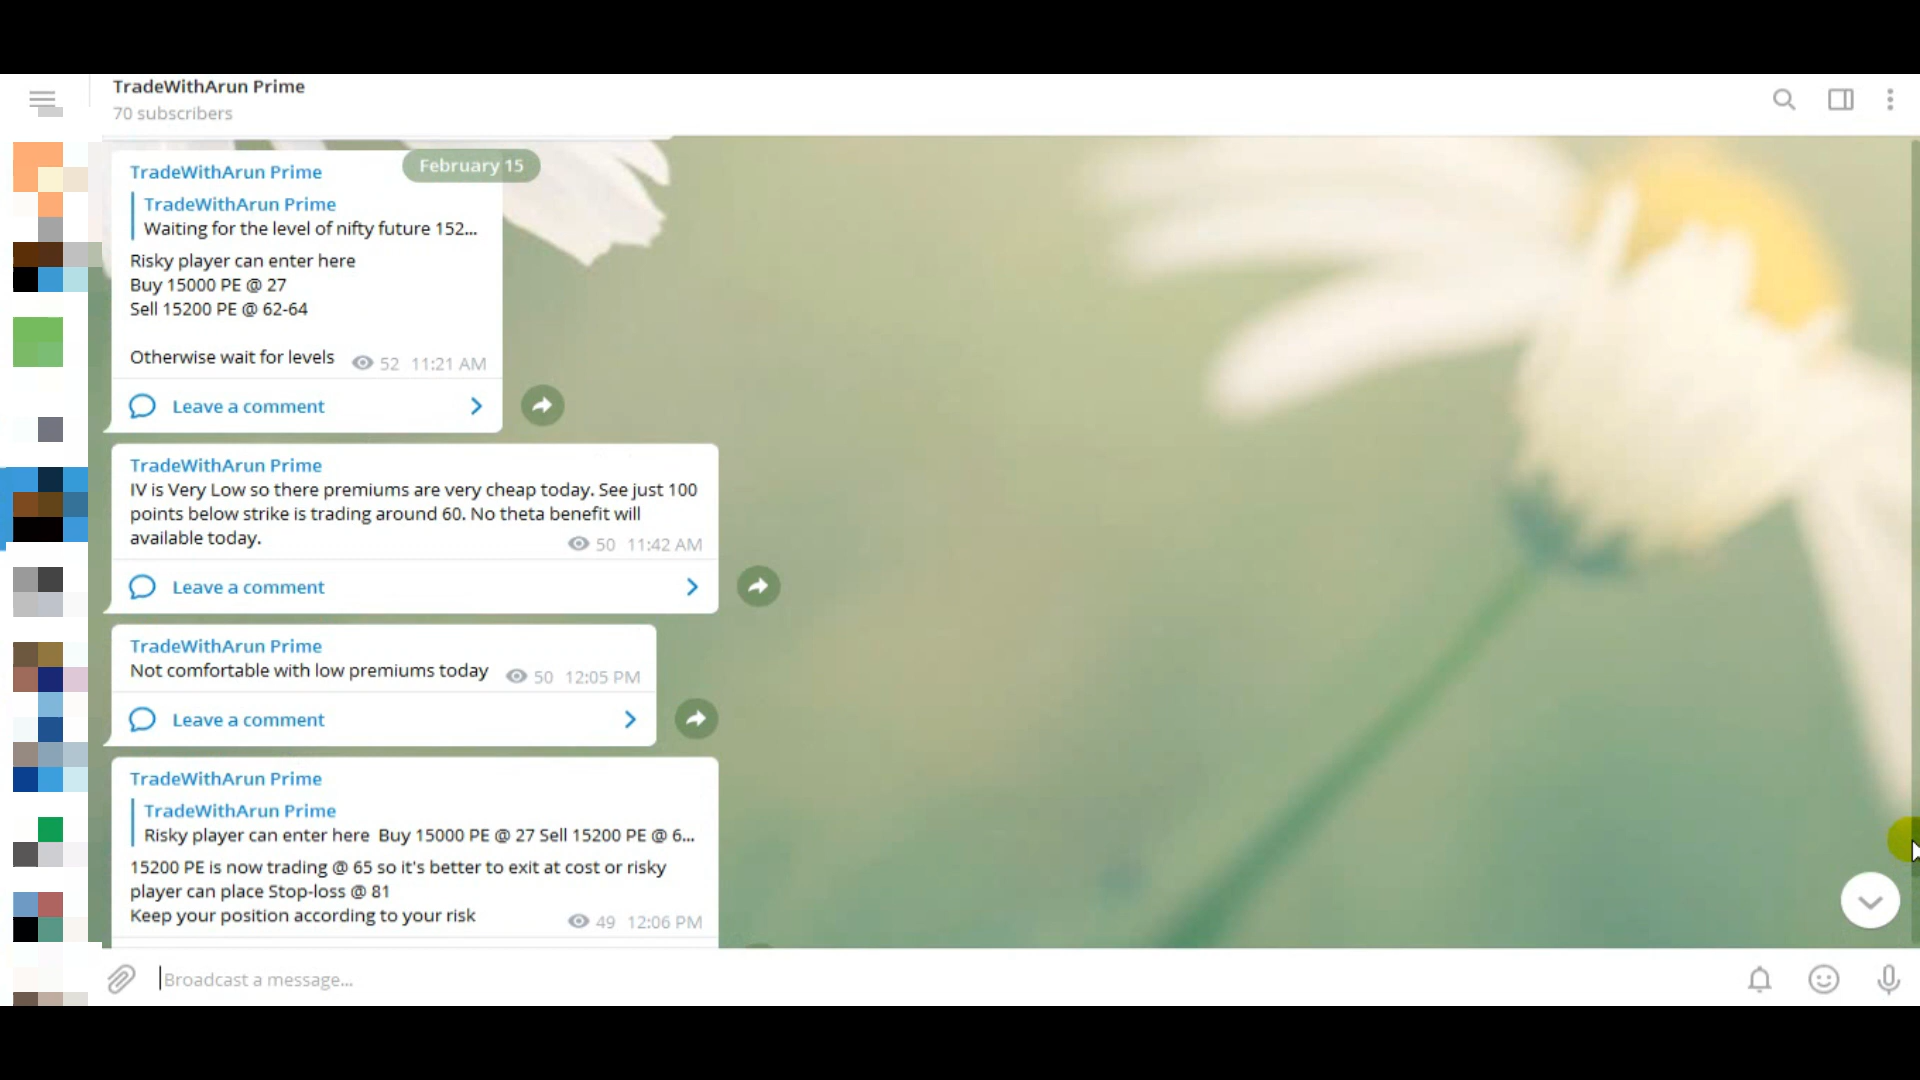 TradeWithArun Prime
70 subscribers
February 15
TradeWithArun Prime
TradeWithArun Prime
Waiting for the level of nifty future 152...
Risky player can enter here
Buy 15000 PE @ 27
Sell 15200 PE @ 62-64
Otherwise wait for levels 52 11:21 AM
Leave a comment
TradeWithArun Prime
IV is Very Low so there premiums are very cheap today. See just 100
points below strike is trading around 60. No theta benefit will
available today. 50 11:42 AM
Leave a comment
TradeWithArun Prime
Not comfortable with low premiums today 50 12:05 PM
Leave a comment
TradeWithArun Prime
TradeWithArun Prime
Risky player can enter here Buy 15000 PE @ 27 Sell 15200 PE @ 6...
15200 PE is now trading @ 65 so it's better to exit at cost or risky
player can place Stop-loss @ 81
Keep your position according to your risk 49 12:06 PM
Broadcast a message...